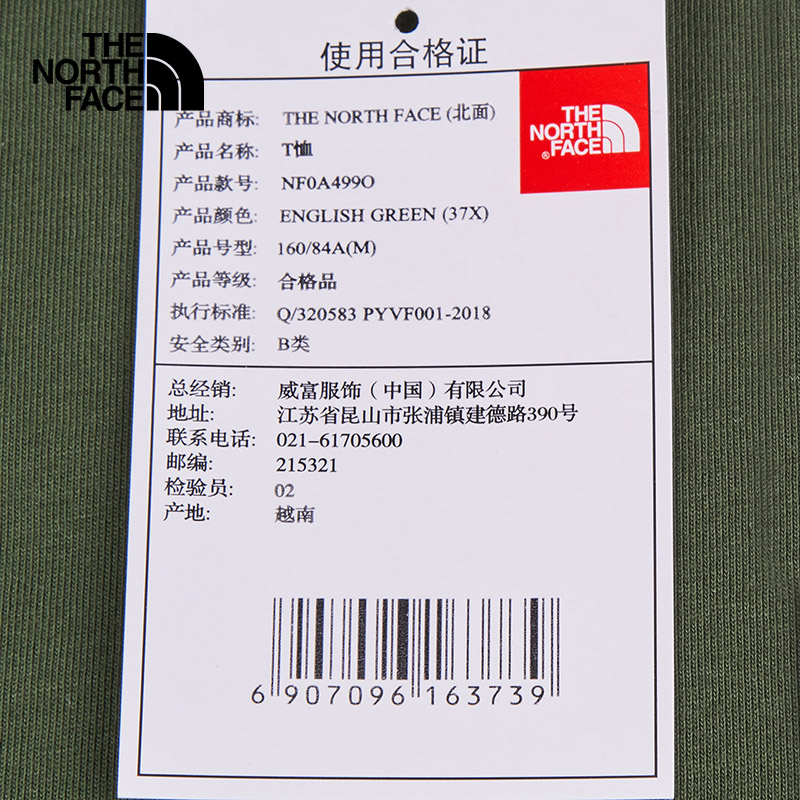 THE
NORTH
FACE
使用合格证
THE
NORTH
FACE
®
产品商标: THE NORTH FACE (北面)
产品名称: T恤
产品款号: NF0A499O
产品颜色: ENGLISH GREEN (37X)
产品号型: 160/84A(M)
产品等级: 合格品
执行标准: Q/320583 PYVF001-2018
安全类别: B类
总经销: 威富服饰（中国）有限公司
地址: 江苏省昆山市张浦镇建德路390号
联系电话: 021-61705600
邮编: 215321
检验员: 02
产地: 越南
6 907096 163739